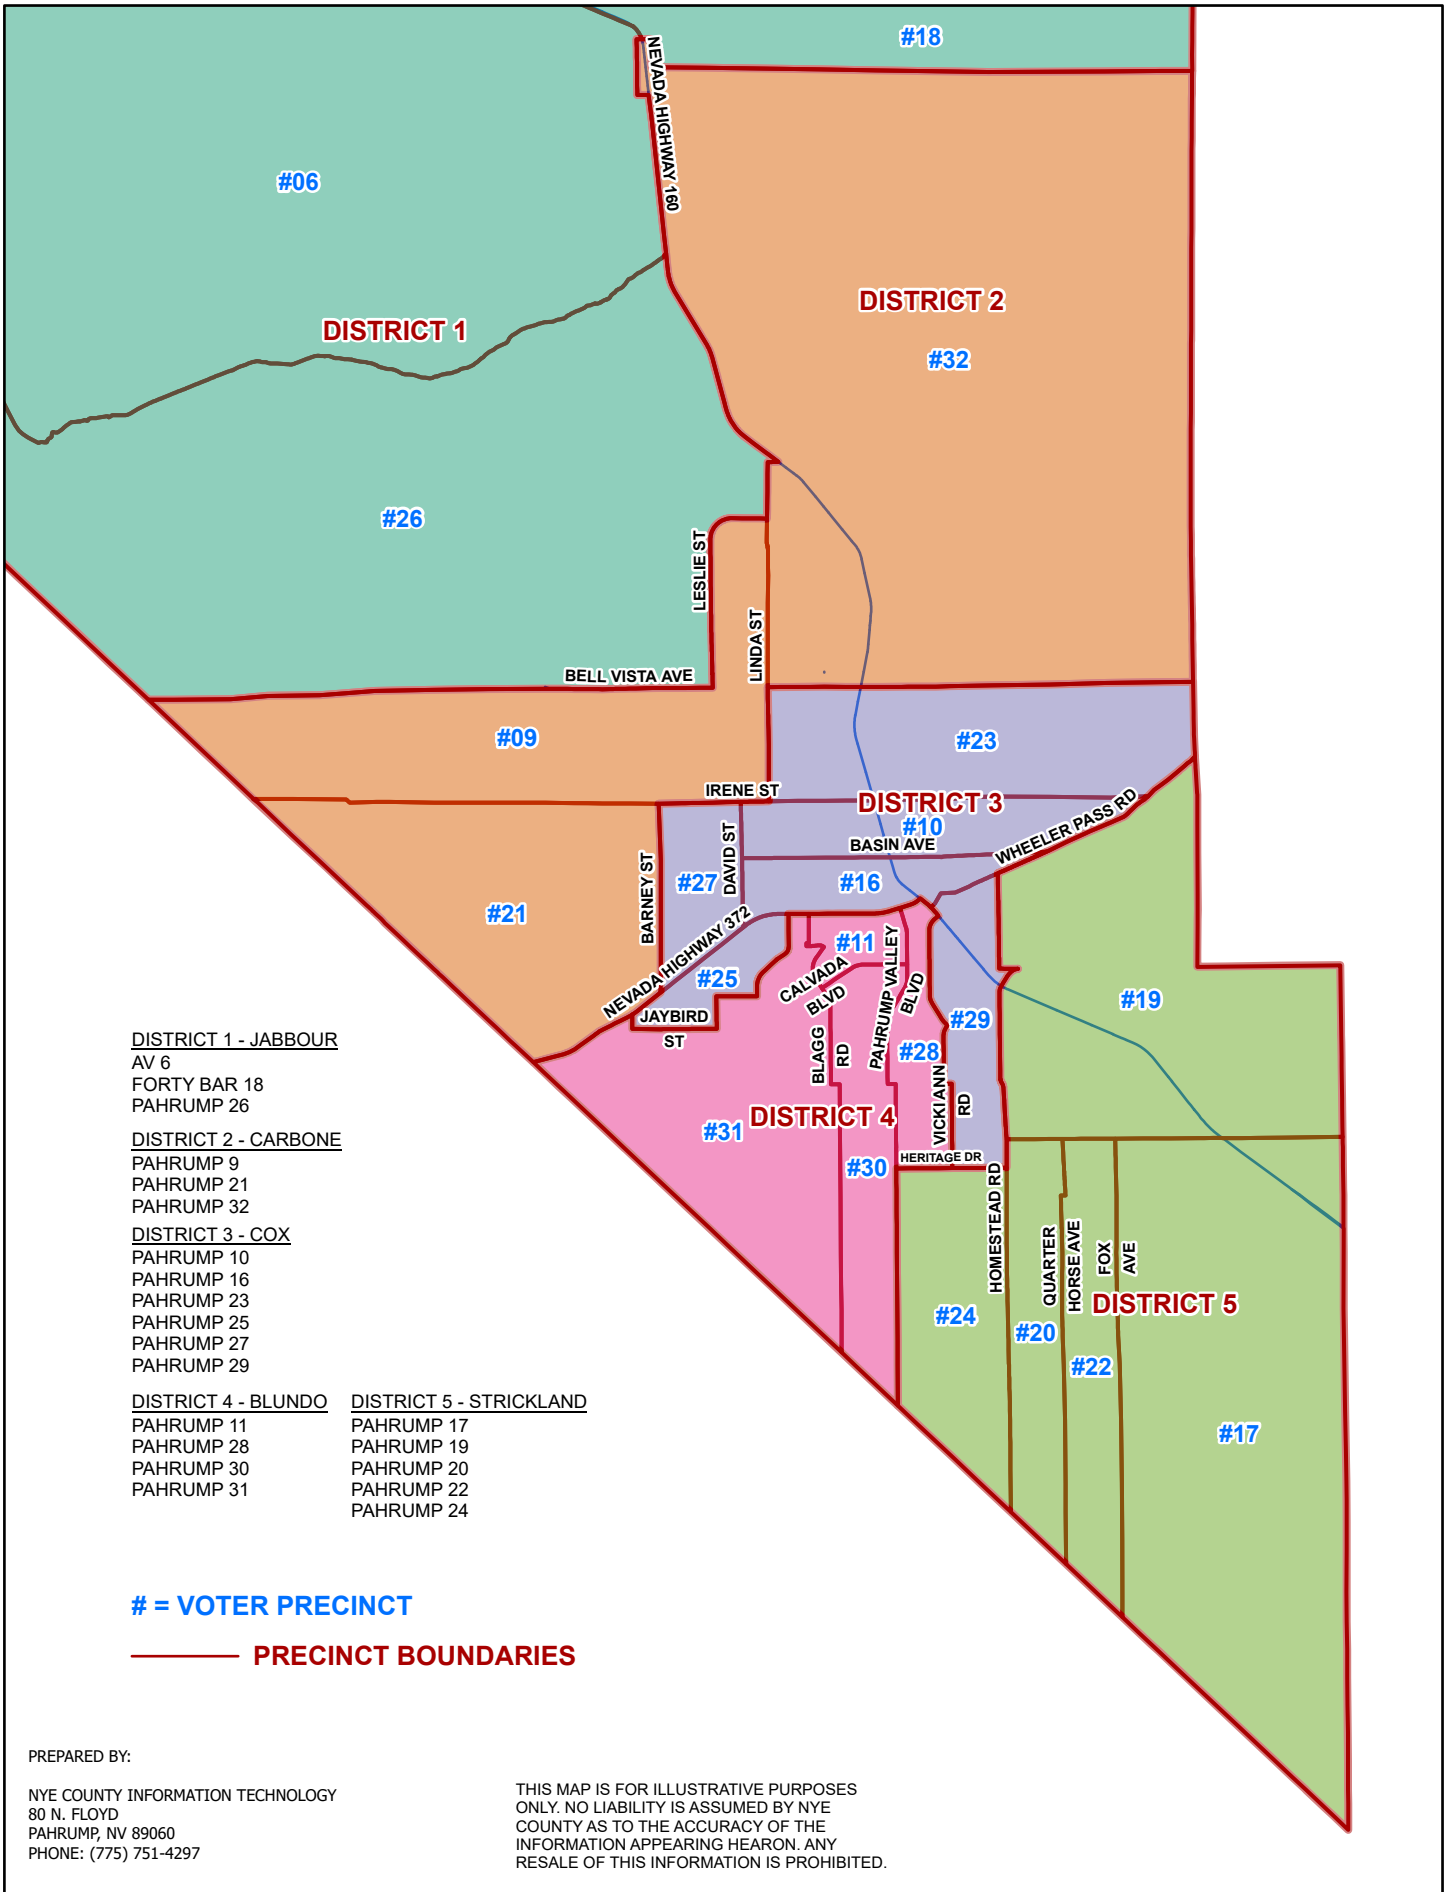 #18
NEVADA HIGHWAY 160
#06
DISTRICT 2
DISTRICT 1
#32
#26
LESLIE ST
LINDA ST
BELL VISTA AVE
#09
#23
IRENE ST
DISTRICT 3
#10
WHEELER PASS RD
BASIN AVE
DAVID ST
BARNEY ST
#27
#16
#21
NEVADA HIGHWAY 372
#11
#25
CALVADA
BLVD
PAHRUMP VALLEY
BLVD
#19
JAYBIRD
ST
#29
BLAGG
RD
#28
VICKI ANN
RD
DISTRICT 4
#31
#30
HERITAGE DR
HOMESTEAD RD
QUARTER
HORSE AVE
FOX
AVE
DISTRICT 5
#24
#20
#22
#17
DISTRICT 1 - JABBOUR
AV 6
FORTY BAR 18
PAHRUMP 26
DISTRICT 2 - CARBONE
PAHRUMP 9
PAHRUMP 21
PAHRUMP 32
DISTRICT 3 - COX
PAHRUMP 10
PAHRUMP 16
PAHRUMP 23
PAHRUMP 25
PAHRUMP 27
PAHRUMP 29
DISTRICT 4 - BLUNDO
PAHRUMP 11
PAHRUMP 28
PAHRUMP 30
PAHRUMP 31
DISTRICT 5 - STRICKLAND
PAHRUMP 17
PAHRUMP 19
PAHRUMP 20
PAHRUMP 22
PAHRUMP 24
# = VOTER PRECINCT
PRECINCT BOUNDARIES
PREPARED BY:
NYE COUNTY INFORMATION TECHNOLOGY
80 N. FLOYD
PAHRUMP, NV 89060
PHONE: (775) 751-4297
THIS MAP IS FOR ILLUSTRATIVE PURPOSES
ONLY. NO LIABILITY IS ASSUMED BY NYE
COUNTY AS TO THE ACCURACY OF THE
INFORMATION APPEARING HEARON. ANY
RESALE OF THIS INFORMATION IS PROHIBITED.